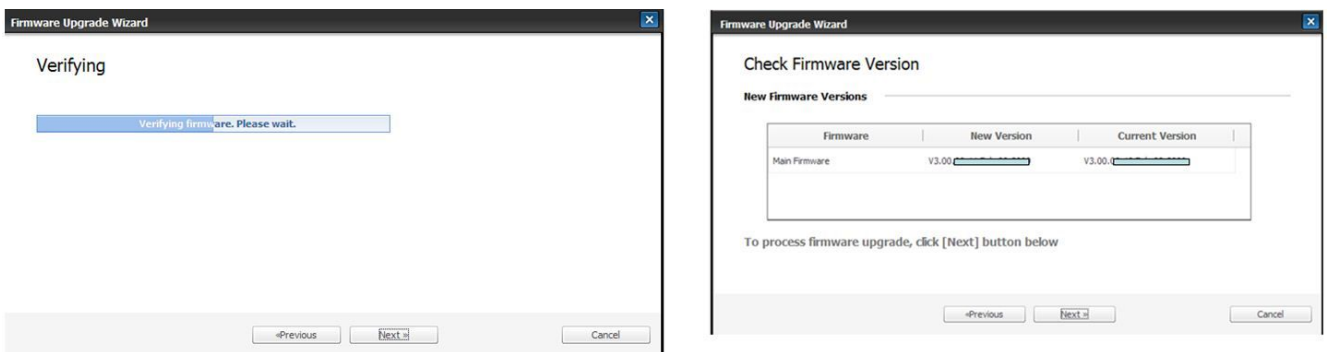 Firmware Upgrade Wizard
Verifying
Verifying firmware. Please wait.
«Previous Next » Cancel
Firmware Upgrade Wizard
Check Firmware Version
New Firmware Versions
Firmware New Version Current Version
Main Firmware V3.00. V3.00.
To process firmware upgrade, click [Next] button below
«Previous Next » Cancel